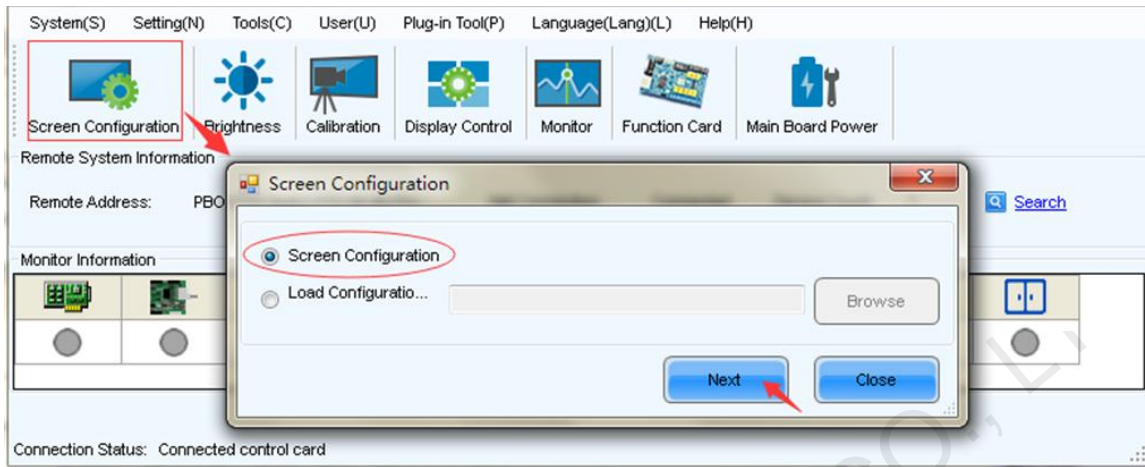 System(S) Setting(N) Tools(C) User(U) Plug-in Tool(P) Language(Lang)(L) Help(H)
Screen Configuration Brightness Calibration Display Control Monitor Function Card Main Board Power
Remote System Information
Screen Configuration
Remote Address: PBO Search
Screen Configuration
Monitor Information
Load Configuratio... Browse
Next Close
Connection Status: Connected control card
CO., L